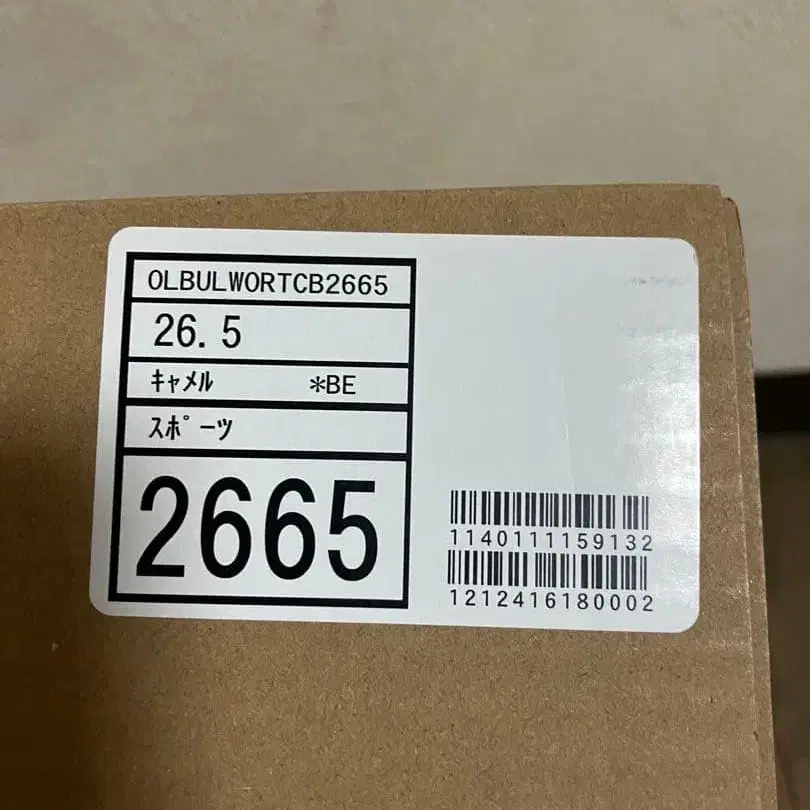 OLBULWORTCB2665
26.5
ｷｬﾒﾙ *BE
ｽﾎﾟｰﾂ
2665
1140111159132
1212416180002